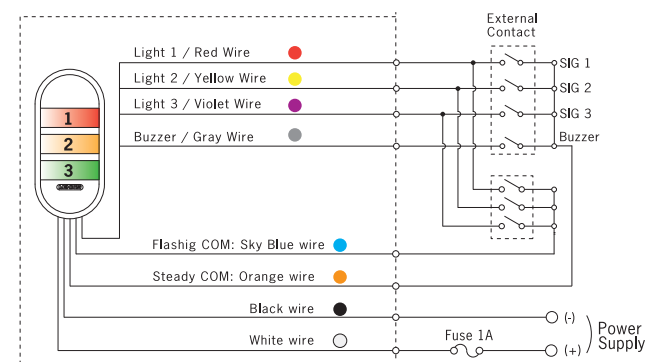 External
Contact
Light 1 / Red Wire
SIG 1
Light 2 / Yellow Wire
SIG 2
Light 3 / Violet Wire
SIG 3
Buzzer / Gray Wire
Buzzer
1
2
3
Flashig COM: Sky Blue wire
Steady COM: Orange wire
Black wire
(-)
Power
Supply
White wire
Fuse 1A
(+)